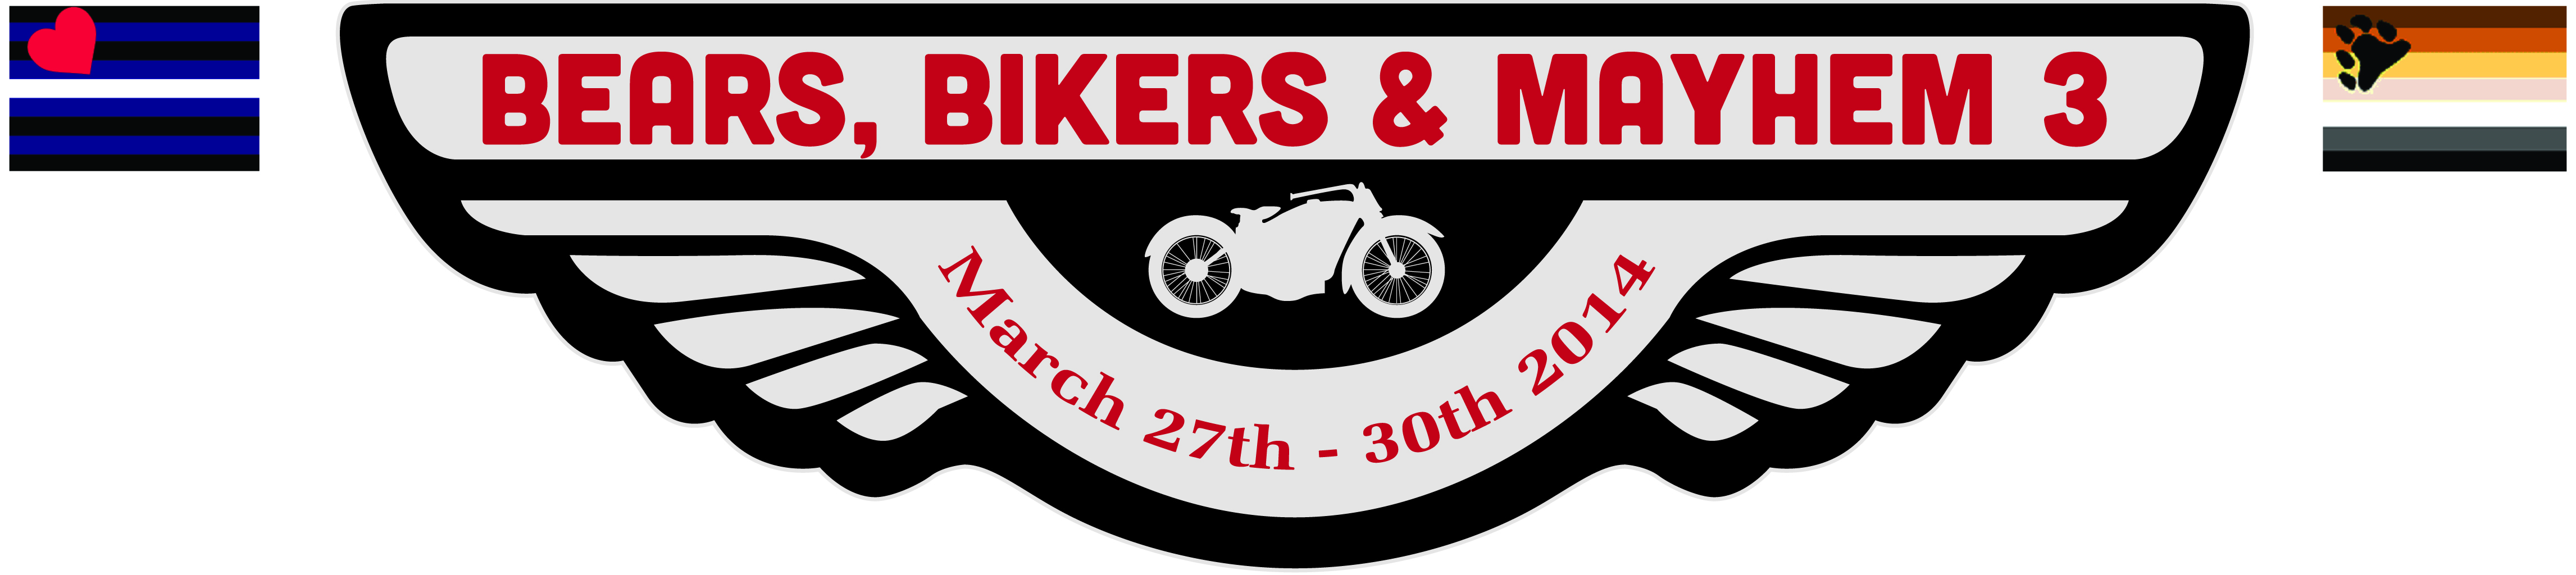 BEARS, BIKERS & MAYHEM 3
March 27th - 30th 2014